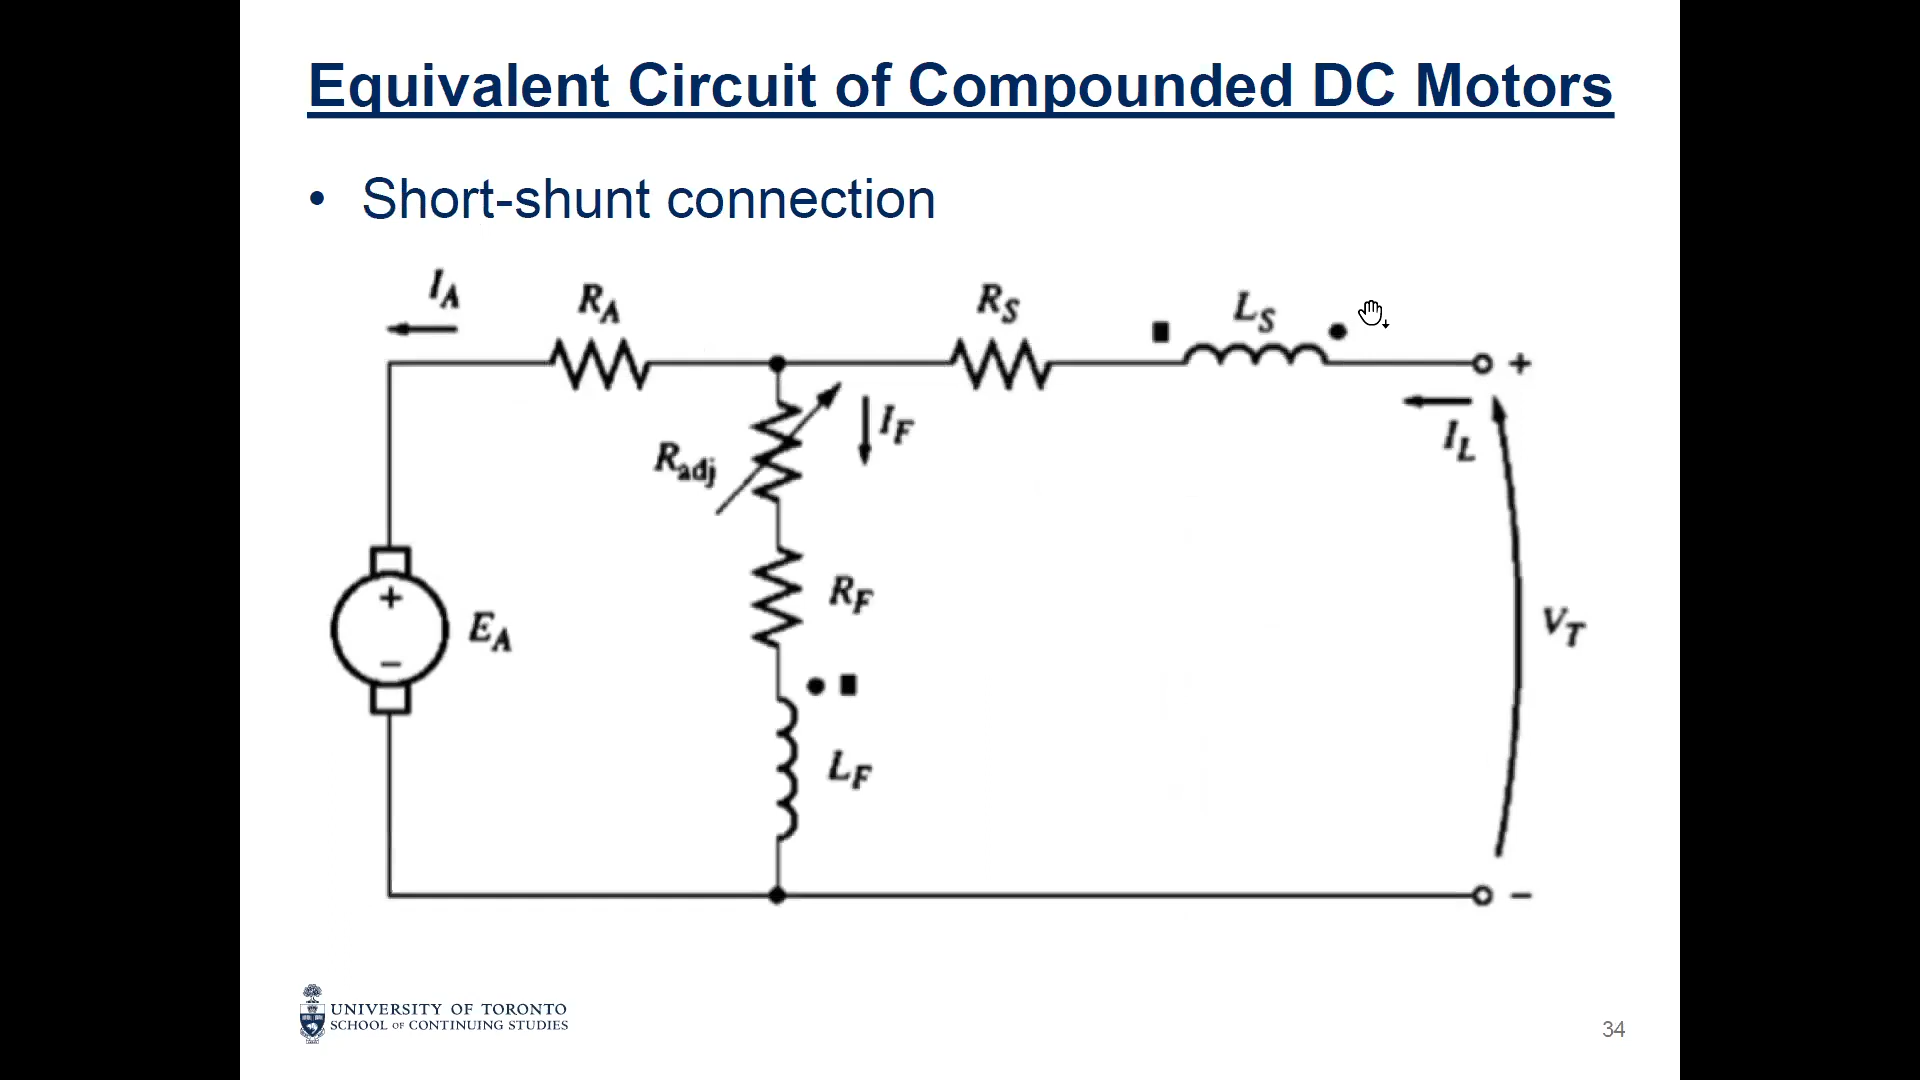 Equivalent Circuit of Compounded DC Motors
• Short-shunt connection
I_A
R_A
R_S
L_S
+
I_F
I_L
R_adj
+
E_A
−
R_F
V_T
L_F
−
UNIVERSITY OF TORONTO
SCHOOL OF CONTINUING STUDIES
34